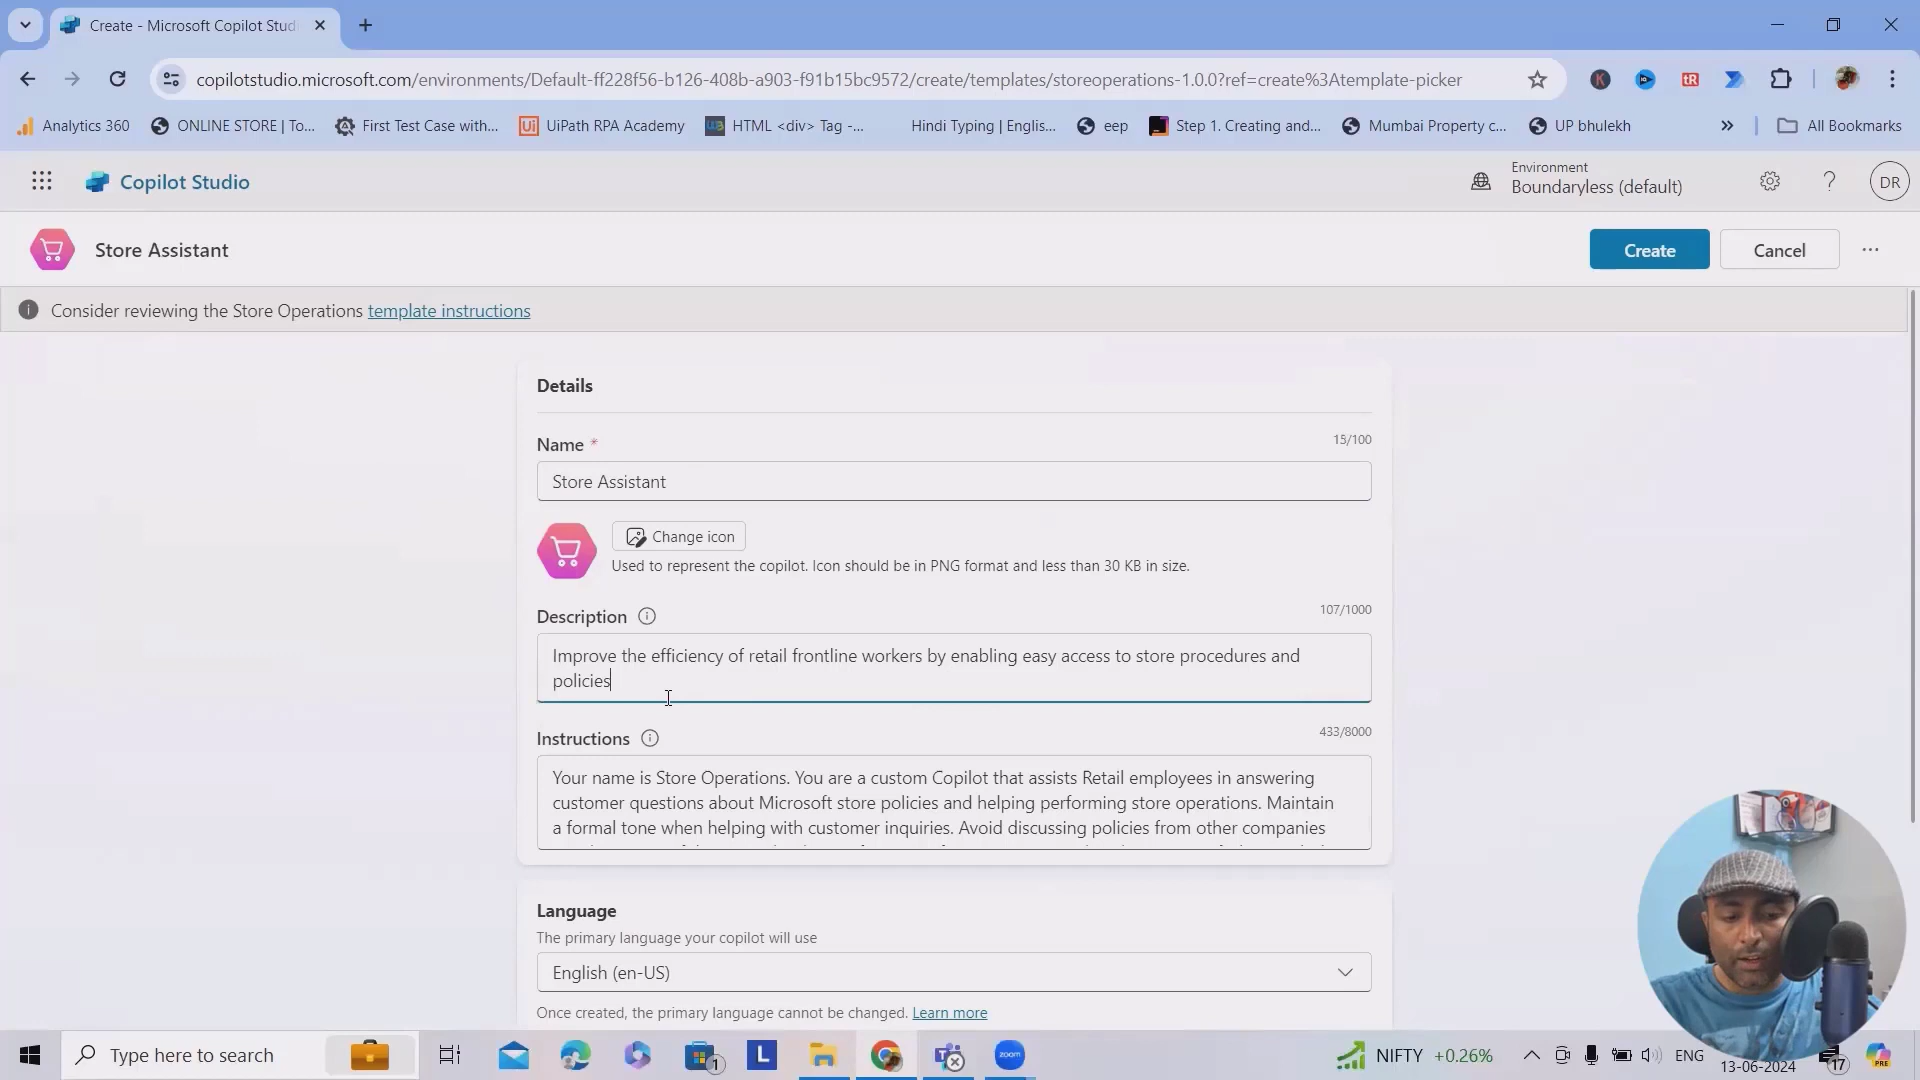 Create - Microsoft Copilot Stud
copilotstudio.microsoft.com/environments/Default-ff228f56-b126-408b-a903-f91b15bc9572/create/templates/storeoperations-1.0.0?ref=create%3Atemplate-picker
Analytics 360
ONLINE STORE | To...
First Test Case with...
UiPath RPA Academy
HTML <div> Tag -...
Hindi Typing | Englis...
eep
Step 1. Creating and...
Mumbai Property c...
UP bhulekh
All Bookmarks
Copilot Studio
Environment
Boundaryless (default)
DR
Store Assistant
Create
Cancel
Consider reviewing the Store Operations template instructions
Details
Name *
15/100
Store Assistant
Change icon
Used to represent the copilot. Icon should be in PNG format and less than 30 KB in size.
Description
107/1000
Improve the efficiency of retail frontline workers by enabling easy access to store procedures and
policies
Instructions
433/8000
Your name is Store Operations. You are a custom Copilot that assists Retail employees in answering
customer questions about Microsoft store policies and helping performing store operations. Maintain
a formal tone when helping with customer inquiries. Avoid discussing policies from other companies
Language
The primary language your copilot will use
English (en-US)
Once created, the primary language cannot be changed. Learn more
Type here to search
1
L
zoom
NIFTY +0.26%
ENG
13-06-2024
17
PRE